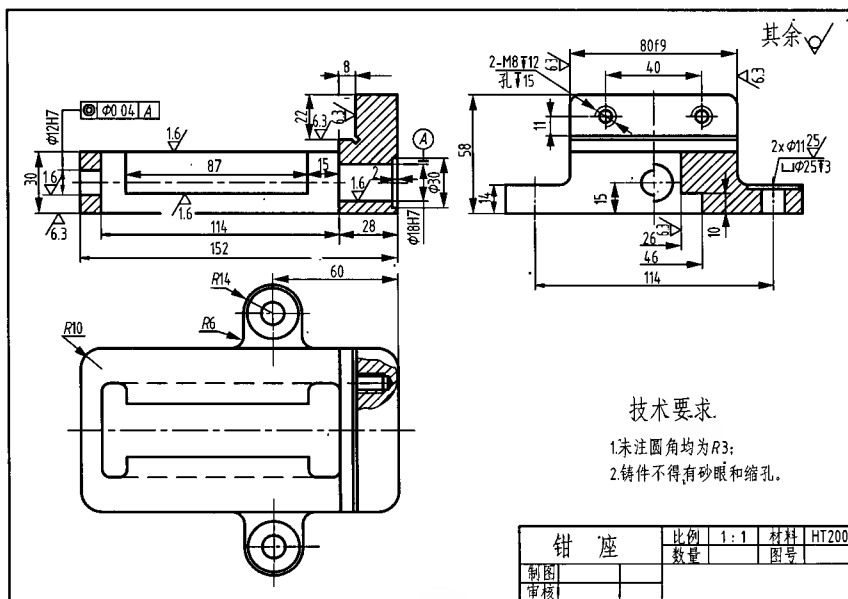 其余
80f9
6.3
6.3
2-M8↧12
孔↧15
40
8
22
6.3
6.3
11
58
⌾ Φ0.04 A
Φ12H7
1.6
A
2xΦ11 25
⌴Φ25↧3
30
1.6
87
15
2
1.6
Φ30
14
15
1.6
6.3
114
28
Φ18H7
6.3
10
152
26
46
60
114
R14
R6
R10
技术要求
1.未注圆角均为R3;
2.铸件不得有砂眼和缩孔。
钳 座 比例 1:1 材料 HT200
数量 图号
制图
审核